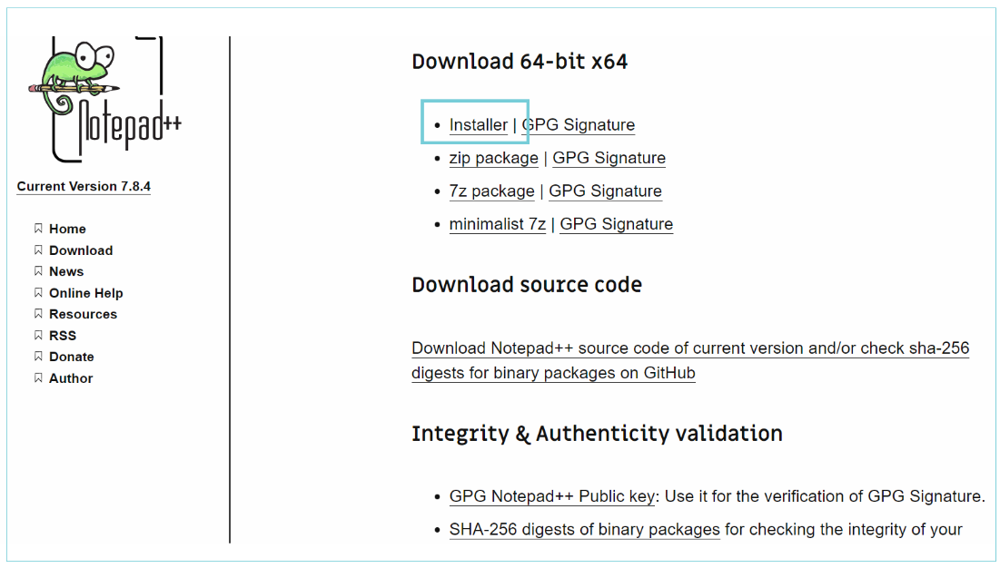 Notepad++
Current Version 7.8.4
Home
Download
News
Online Help
Resources
RSS
Donate
Author
Download 64-bit x64
Installer | GPG Signature
zip package | GPG Signature
7z package | GPG Signature
minimalist 7z | GPG Signature
Download source code
Download Notepad++ source code of current version and/or check sha-256
digests for binary packages on GitHub
Integrity & Authenticity validation
GPG Notepad++ Public key: Use it for the verification of GPG Signature.
SHA-256 digests of binary packages for checking the integrity of your